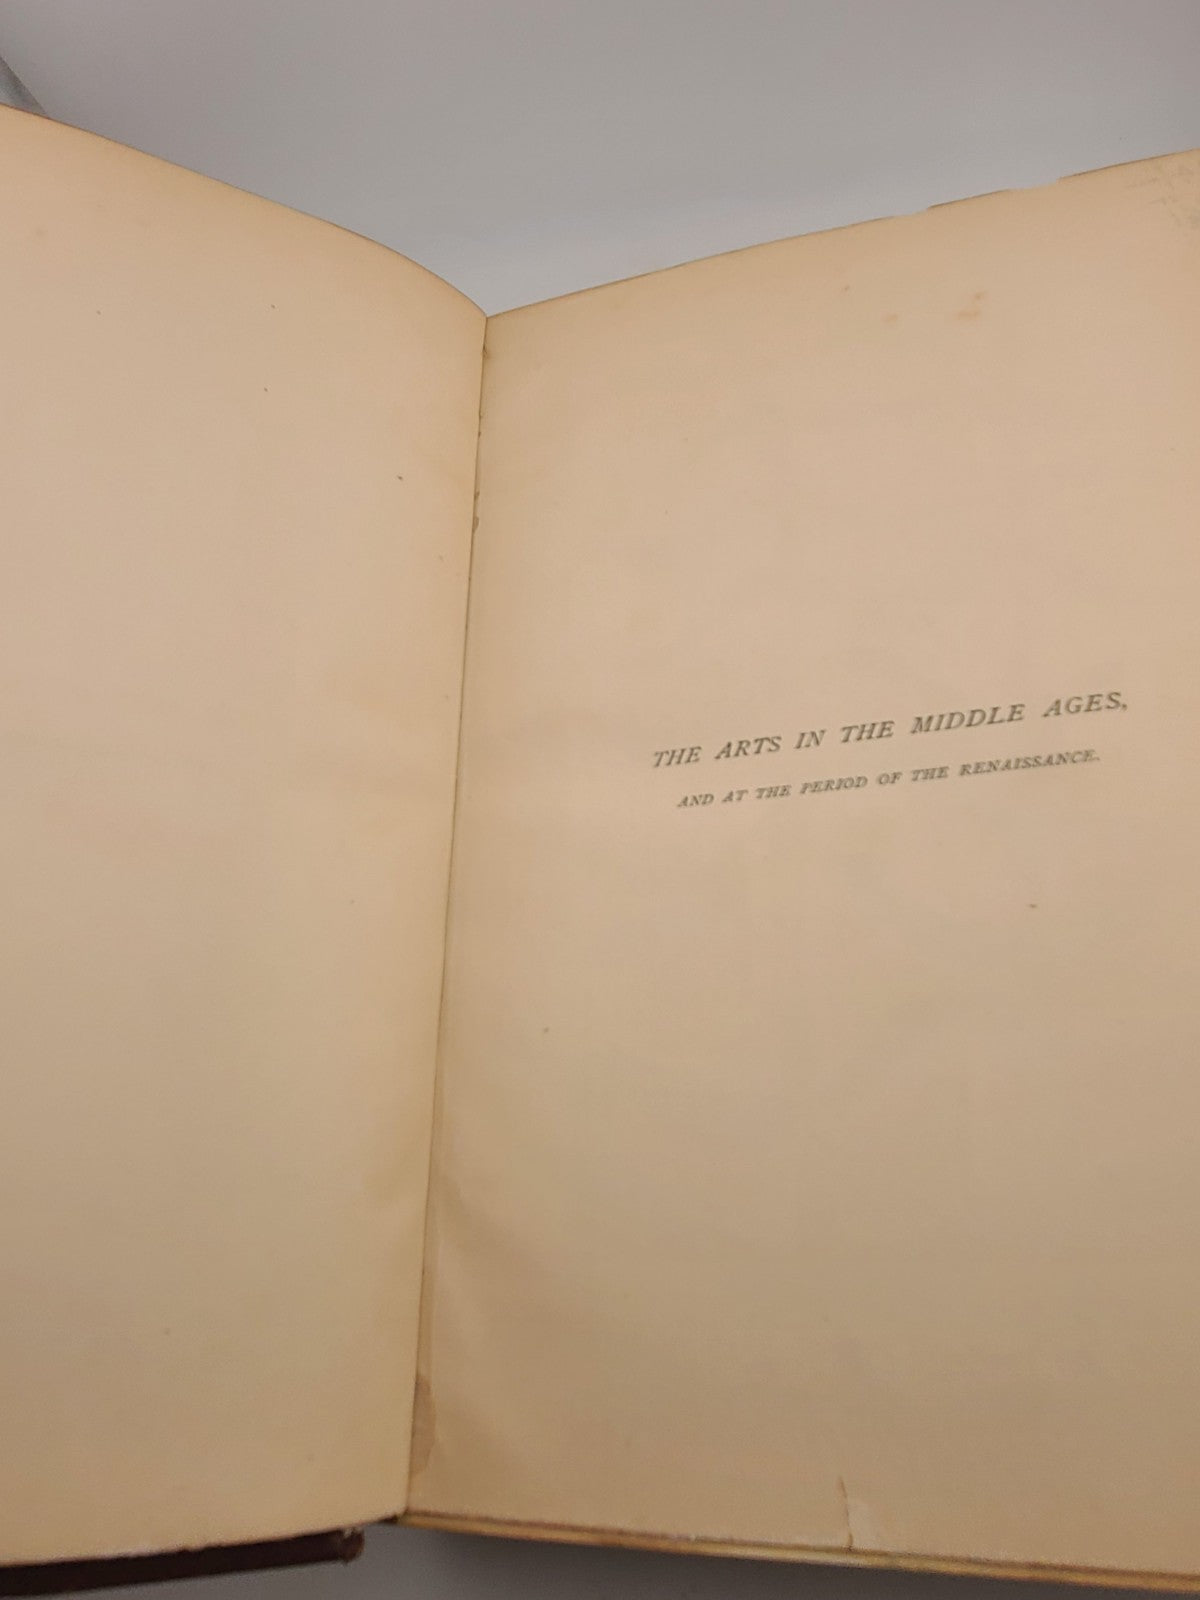 THE ARTS IN THE MIDDLE AGES,
AND AT THE PERIOD OF THE RENAISSANCE.